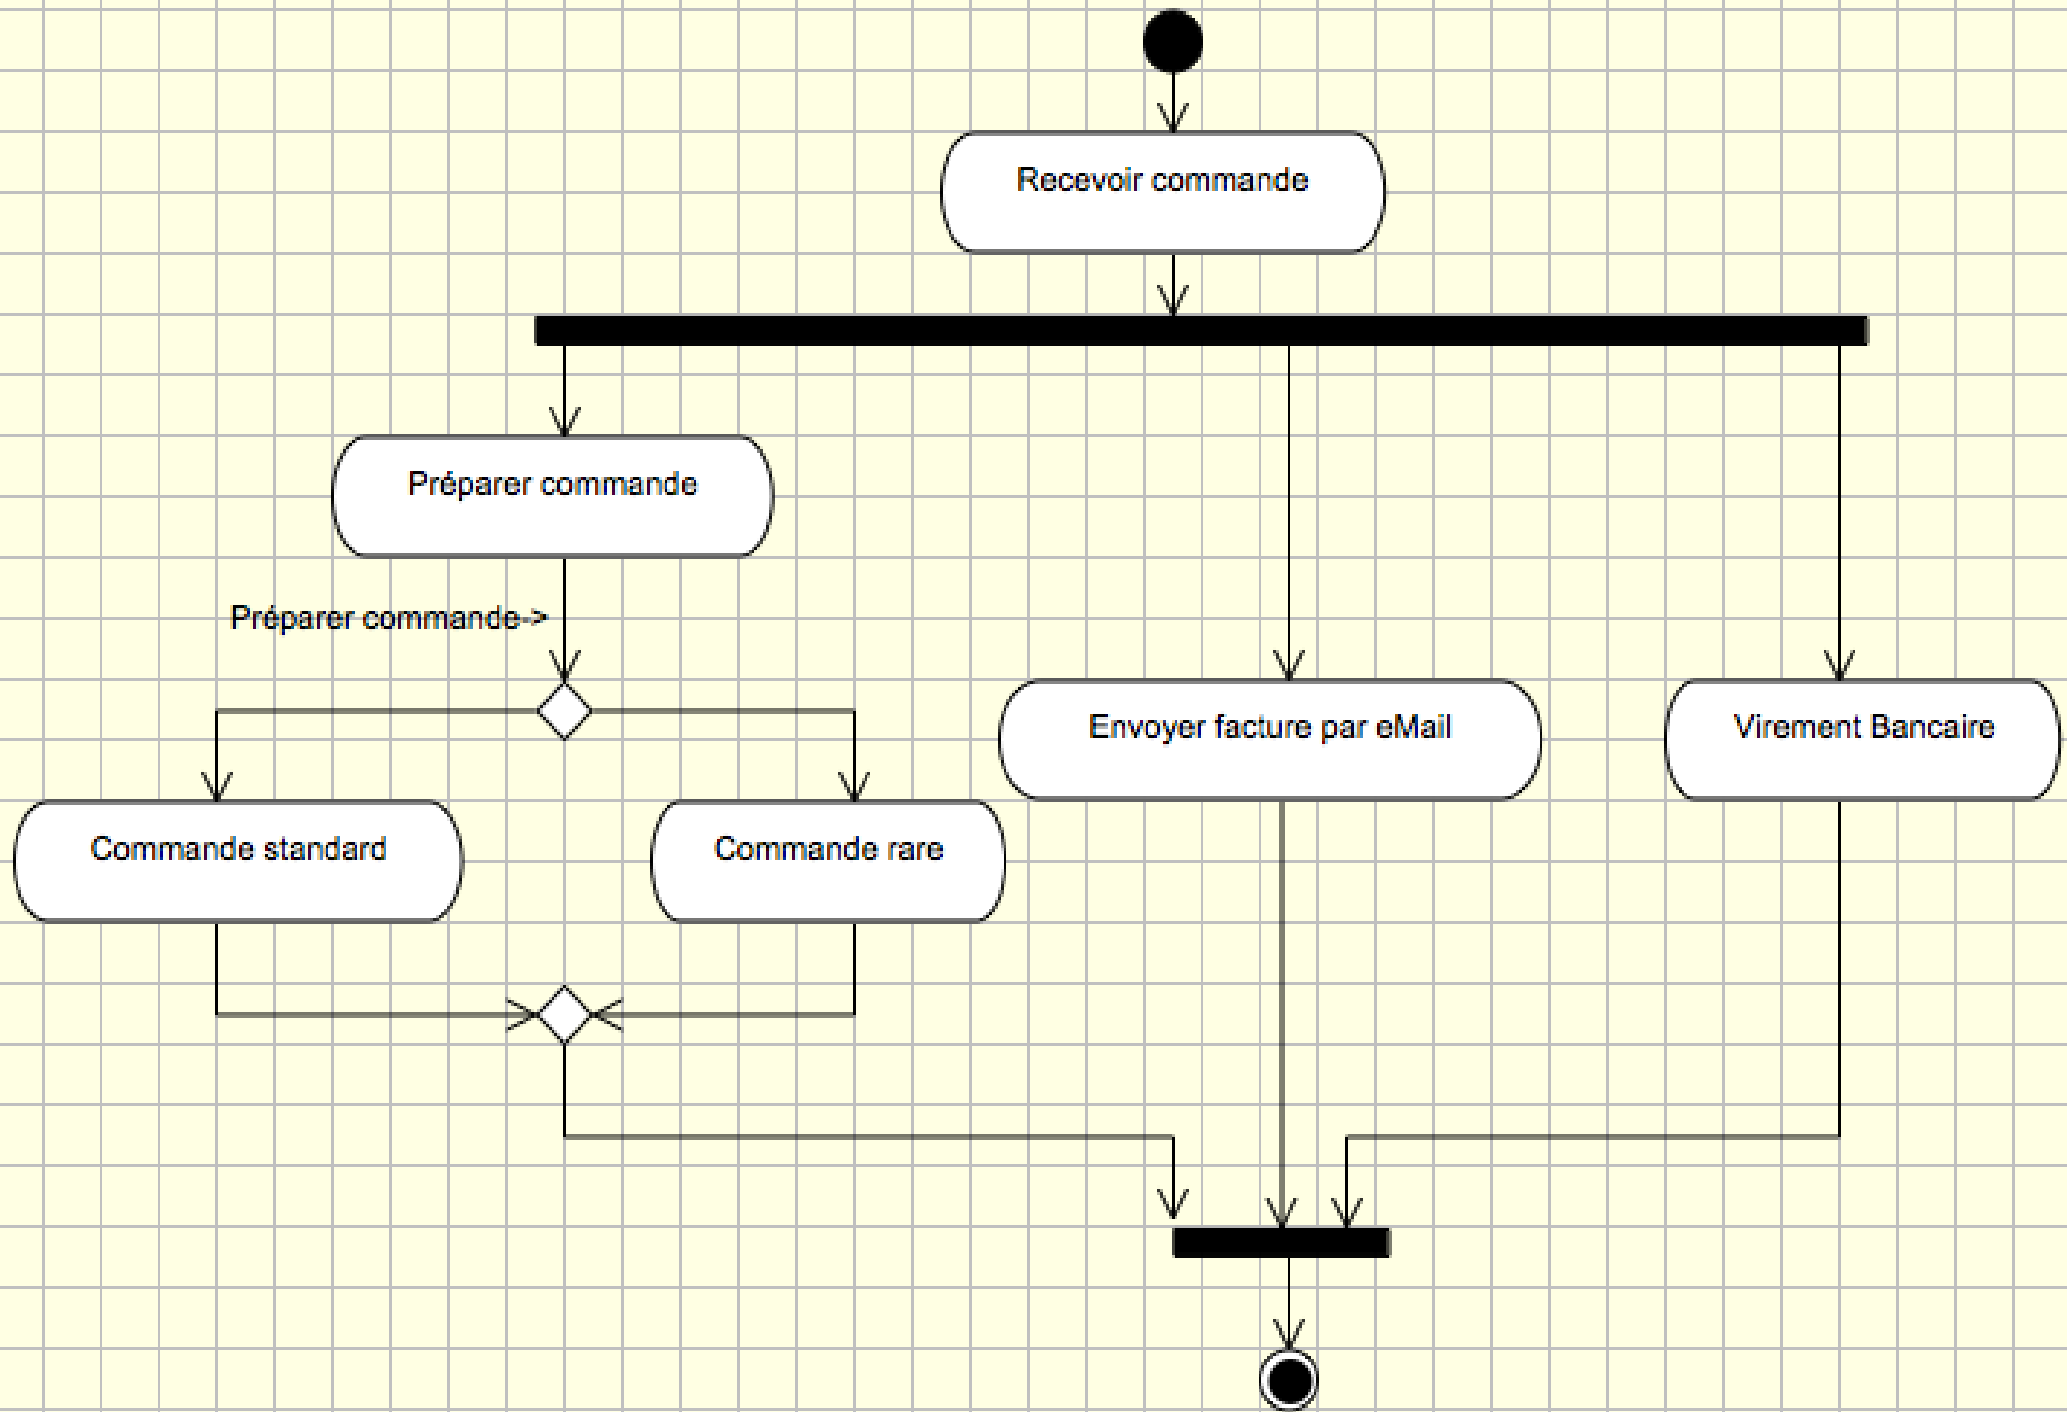 Recevoir commande
Préparer commande
Préparer commande->
Envoyer facture par eMail
Virement Bancaire
Commande standard
Commande rare